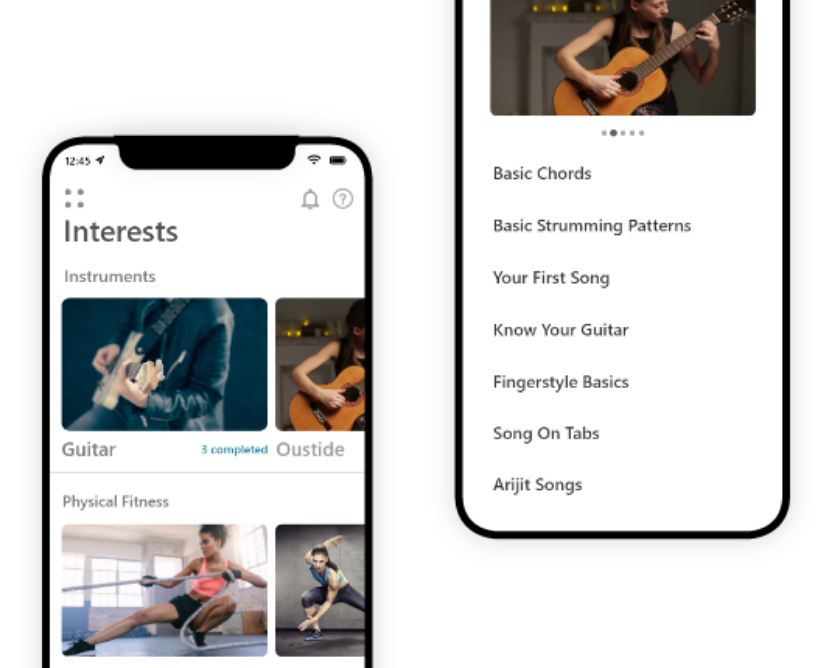 12:45
Interests
Instruments
Guitar
3 completed
Oustide
Physical Fitness
Basic Chords
Basic Strumming Patterns
Your First Song
Know Your Guitar
Fingerstyle Basics
Song On Tabs
Arijit Songs